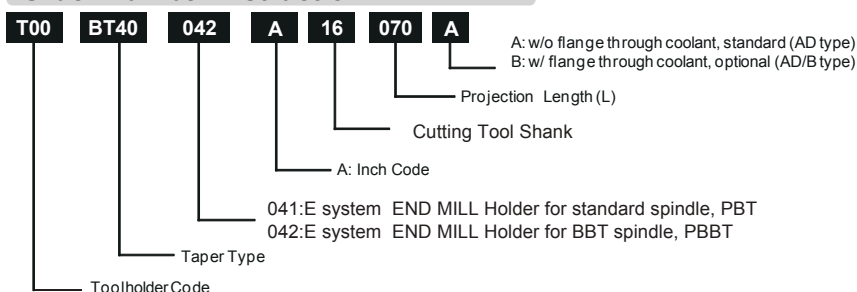 T00 BT40 042 A 16 070 A
A: w/o flange through coolant, standard (AD type)
B: w/ flange through coolant, optional (AD/B type)
Projection Length (L)
Cutting Tool Shank
A: Inch Code
041:E system END MILL Holder for standard spindle, PBT
042:E system END MILL Holder for BBT spindle, PBBT
Taper Type
Toolholder Code